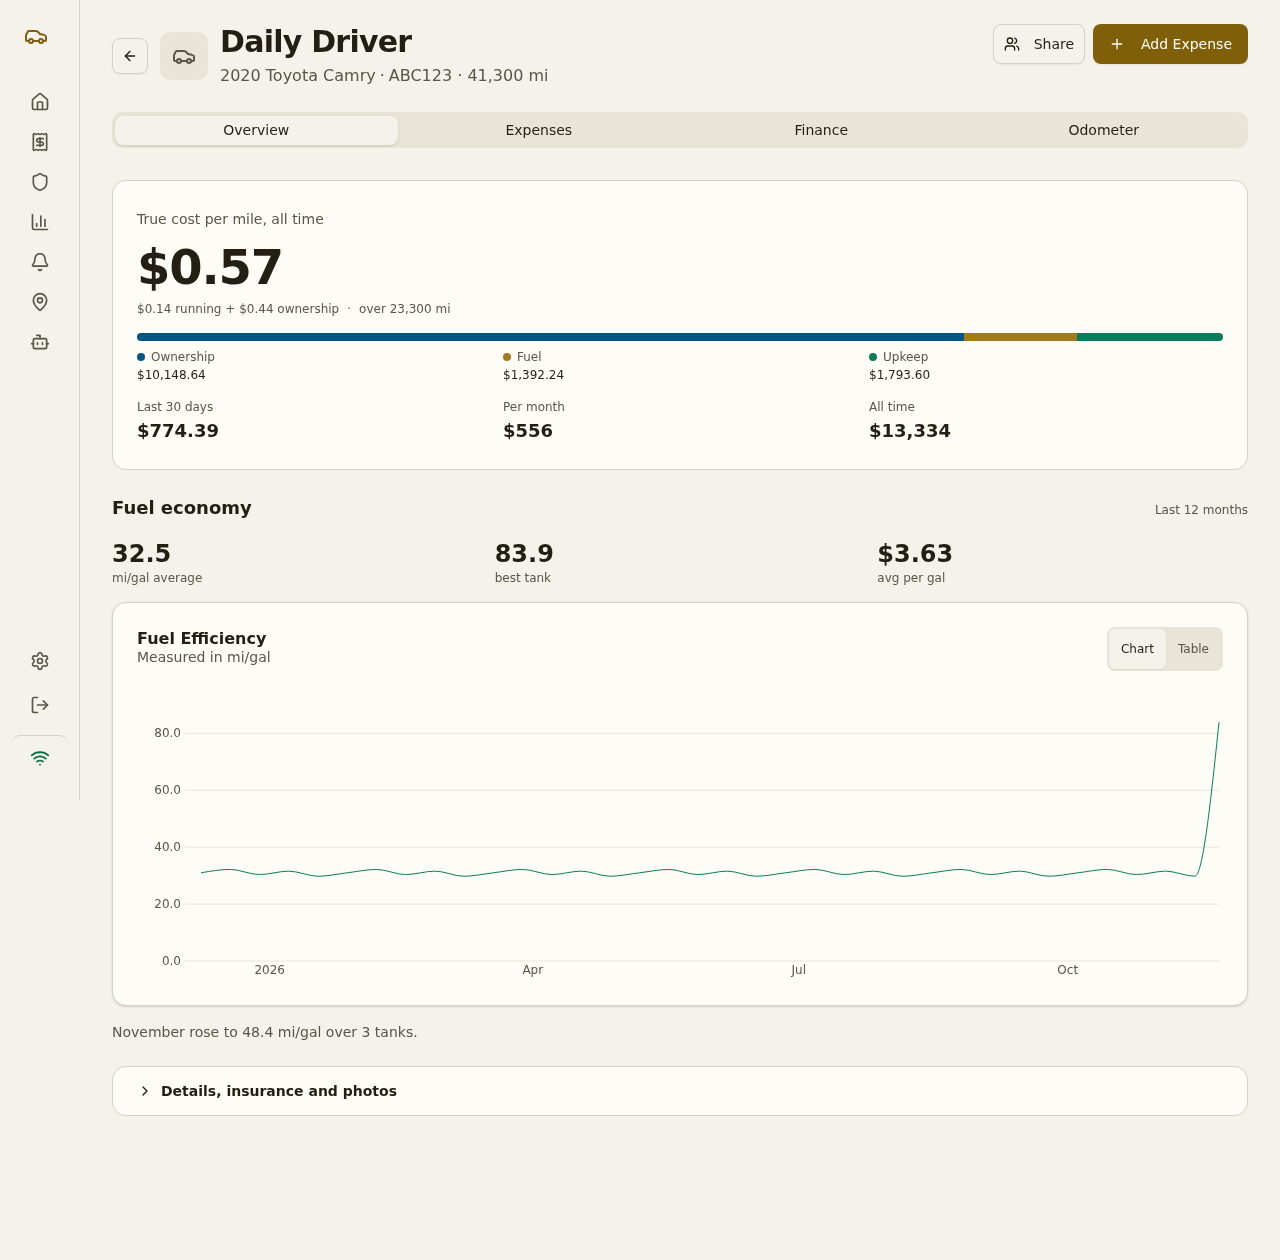 Daily Driver
2020 Toyota Camry · ABC123 · 41,300 mi
Share
Add Expense
Overview
Expenses
Finance
Odometer
True cost per mile, all time
$0.57
$0.14 running + $0.44 ownership · over 23,300 mi
Ownership
$10,148.64
Fuel
$1,392.24
Upkeep
$1,793.60
Last 30 days
$774.39
Per month
$556
All time
$13,334
Fuel economy
Last 12 months
32.5
mi/gal average
83.9
best tank
$3.63
avg per gal
Fuel Efficiency
Measured in mi/gal
Chart
Table
80.0
60.0
40.0
20.0
0.0
2026
Apr
Jul
Oct
November rose to 48.4 mi/gal over 3 tanks.
Details, insurance and photos